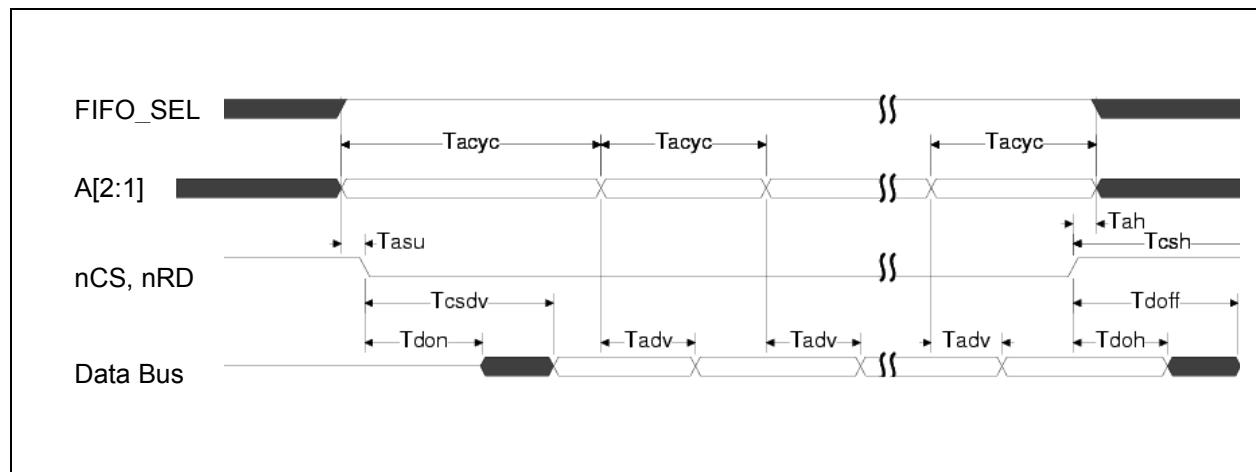 FIFO_SEL
Tacyc Tacyc Tacyc
A[2:1]
Tasu Tah
Tcsh
nCS, nRD
Tcsdv Tdoff
Tdon Tadv Tadv Tadv Tdoh
Data Bus